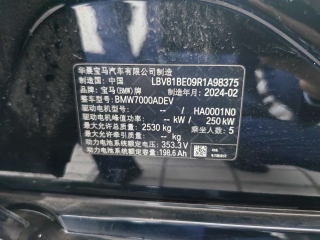 华晨宝马汽车有限公司制造
中国 LBV81BE09R1A98375
品牌：宝马(BMW)牌 制造年月：2024-02
整车型号：BMW7000ADEV
驱动电机型号： -- / HA0001N0
驱动电机峰值功率： -- kW / 250 kW
最大允许总质量：2530 kg 乘坐人数：5
最大允许牵引质量：-- kg
动力电池系统额定电压：353.3 V
动力电池系统额定容量：198.6 Ah